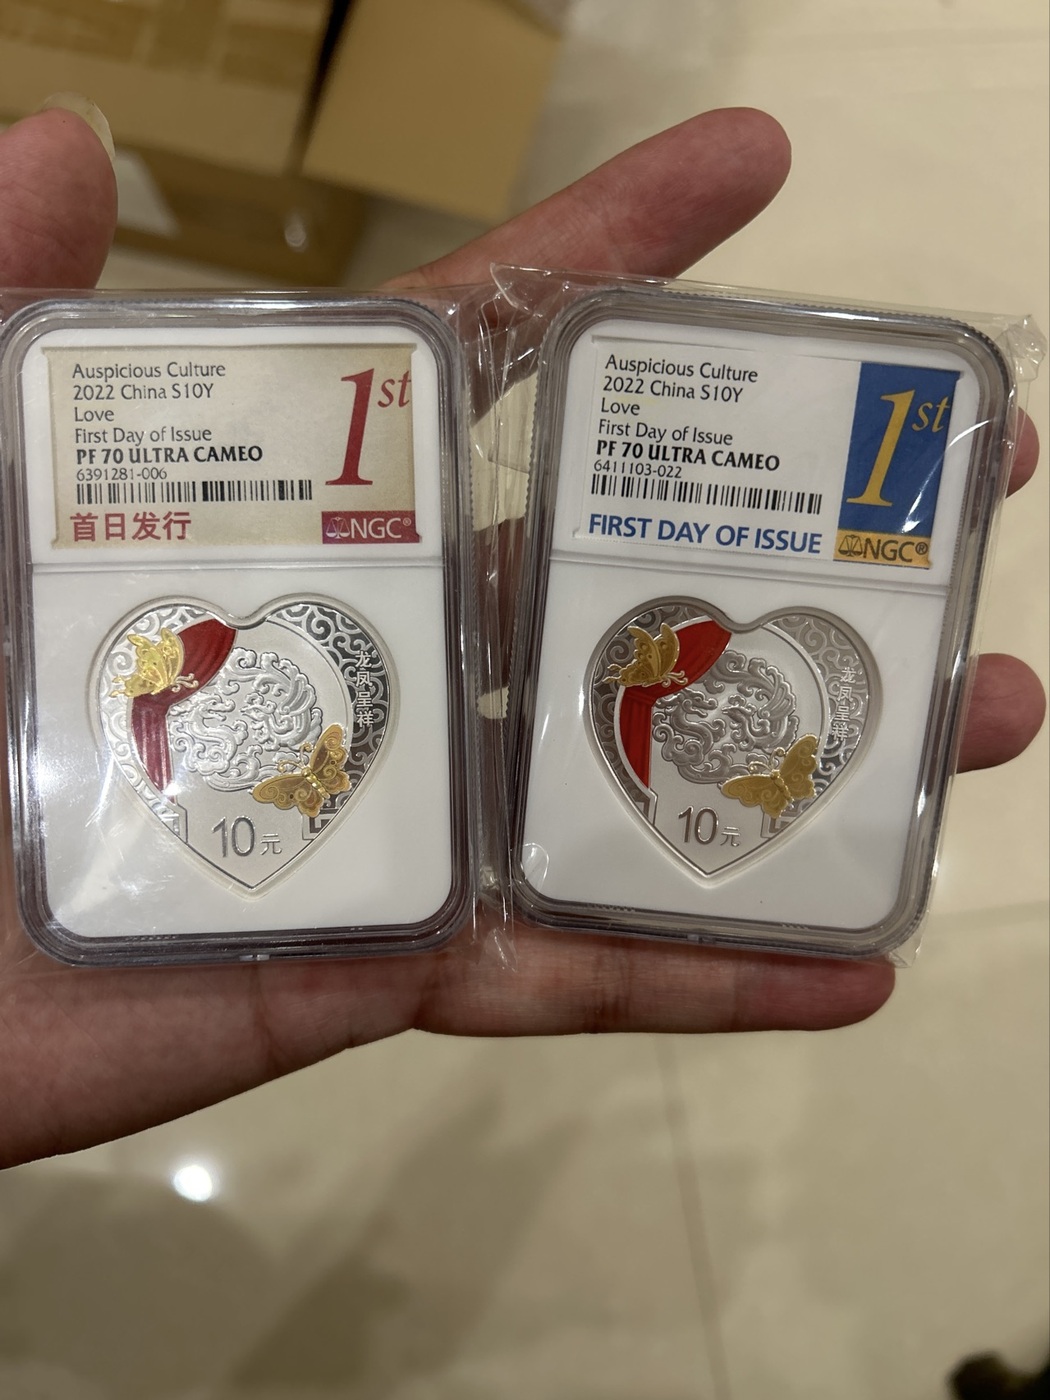 Auspicious Culture
2022 China S10Y
Love
First Day of Issue
PF 70 ULTRA CAMEO
6391281-006
首日发行
1st
NGC®
龙凤呈祥
10元
Auspicious Culture
2022 China S10Y
Love
First Day of Issue
PF 70 ULTRA CAMEO
6411103-022
FIRST DAY OF ISSUE
1st
NGC®
龙凤呈祥
10元